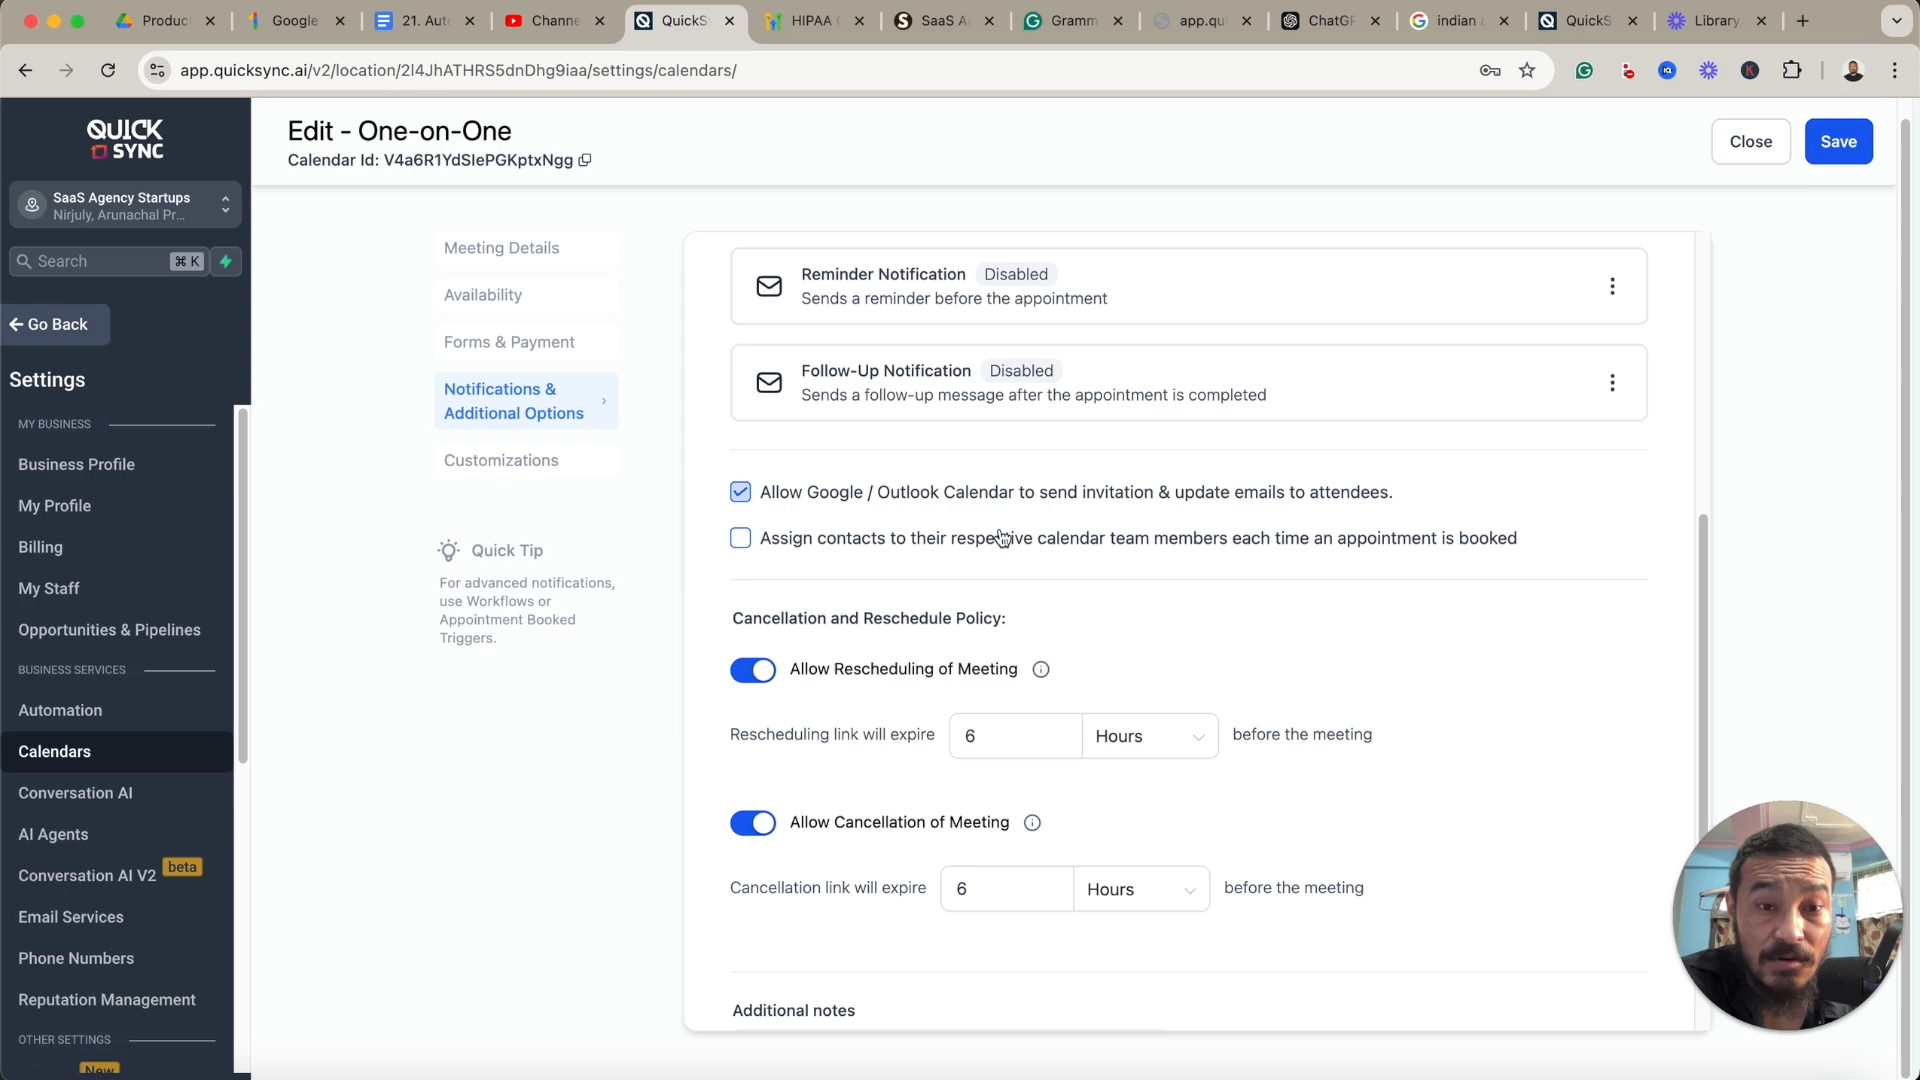 Produc
Google
21. Auto
Channe
QuickS
HIPAA C
SaaS A
Gramm
app.qui
ChatGF
indian a
QuickS
Library
app.quicksync.ai/v2/location/2l4JhATHRS5dnDhg9iaa/settings/calendars/
QUICK
SYNC
SaaS Agency Startups
Nirjuly, Arunachal Pr...
Search
⌘ K
Go Back
Settings
MY BUSINESS
Business Profile
My Profile
Billing
My Staff
Opportunities & Pipelines
BUSINESS SERVICES
Automation
Calendars
Conversation AI
AI Agents
Conversation AI V2 beta
Email Services
Phone Numbers
Reputation Management
OTHER SETTINGS
New
Edit - One-on-One
Calendar Id: V4a6R1YdSIePGKptxNgg
Close
Save
Meeting Details
Availability
Forms & Payment
Notifications &
Additional Options
Customizations
Quick Tip
For advanced notifications,
use Workflows or
Appointment Booked
Triggers.
Reminder Notification Disabled
Sends a reminder before the appointment
Follow-Up Notification Disabled
Sends a follow-up message after the appointment is completed
Allow Google / Outlook Calendar to send invitation & update emails to attendees.
Assign contacts to their respective calendar team members each time an appointment is booked
Cancellation and Reschedule Policy:
Allow Rescheduling of Meeting
Rescheduling link will expire 6 Hours before the meeting
Allow Cancellation of Meeting
Cancellation link will expire 6 Hours before the meeting
Additional notes